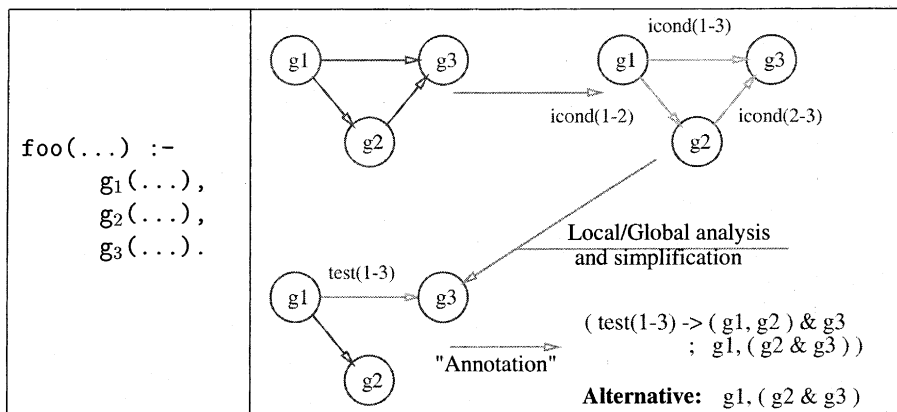 foo(...) :-
g1(...),
g2(...),
g3(...).
g1
g3
g2
icond(1-3)
g1
g3
icond(1-2)
icond(2-3)
g2
Local/Global analysis
and simplification
test(1-3)
g1
g3
g2
"Annotation"
( test(1-3) -> ( g1, g2 ) & g3
; g1, ( g2 & g3 ) )
Alternative: g1, ( g2 & g3 )